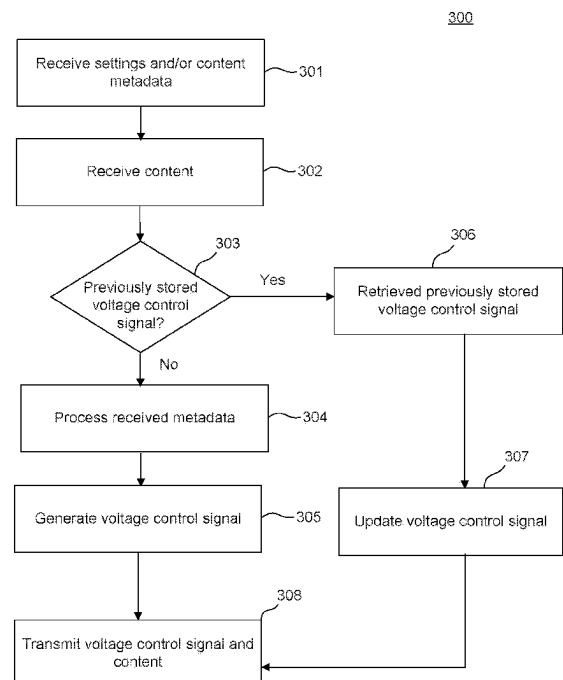 300
Receive settings and/or content
metadata
301
Receive content
302
303
Previously stored
voltage control
signal?
Yes
306
Retrieved previously stored
voltage control signal
No
Process received metadata
304
307
Generate voltage control signal
305
Update voltage control signal
308
Transmit voltage control signal and
content